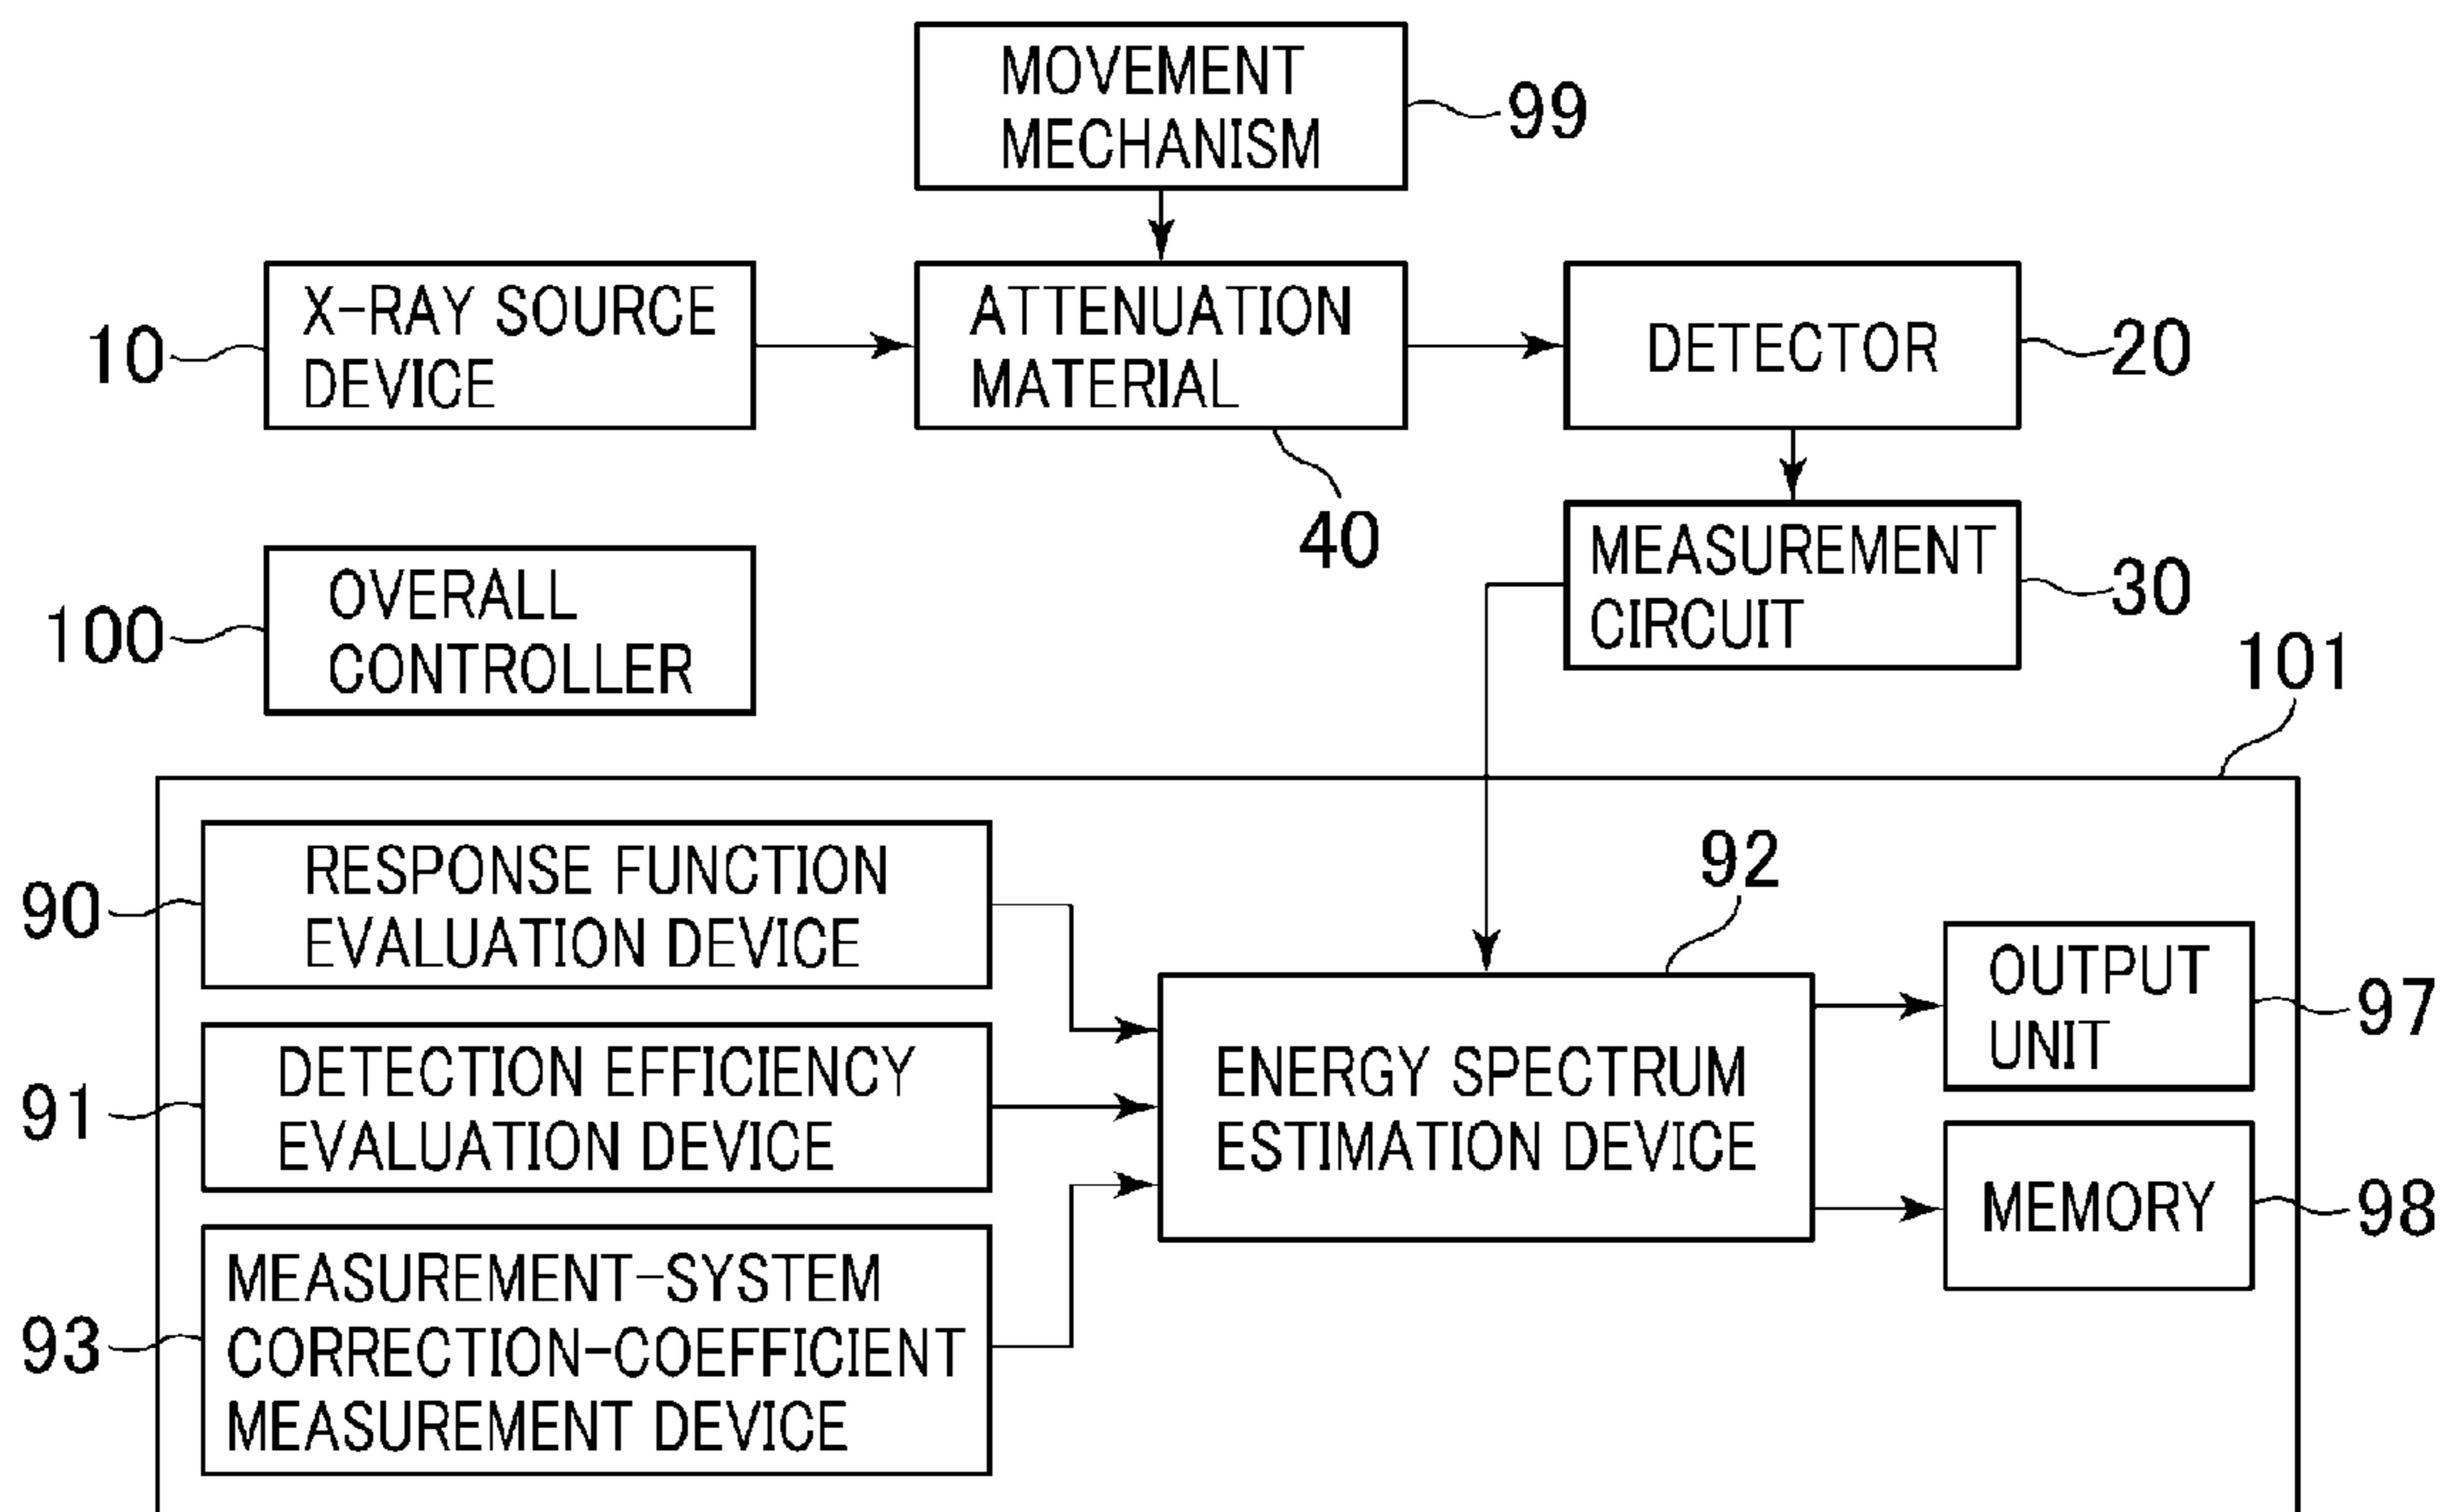 MOVEMENT
MECHANISM
99
X-RAY SOURCE
DEVICE
10
ATTENUATION
MATERIAL
40
DETECTOR
20
OVERALL
CONTROLLER
100
MEASUREMENT
CIRCUIT
30
101
RESPONSE FUNCTION
EVALUATION DEVICE
90
DETECTION EFFICIENCY
EVALUATION DEVICE
91
MEASUREMENT-SYSTEM
CORRECTION-COEFFICIENT
MEASUREMENT DEVICE
93
ENERGY SPECTRUM
ESTIMATION DEVICE
92
OUTPUT
UNIT
97
MEMORY
98